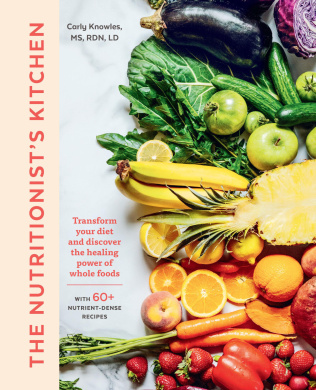 THE NUTRITIONIST'S KITCHEN
Carly Knowles,
MS, RDN, LD
Transform
your diet
and discover
the healing
power of
whole foods
WITH 60+
NUTRIENT-DENSE
RECIPES